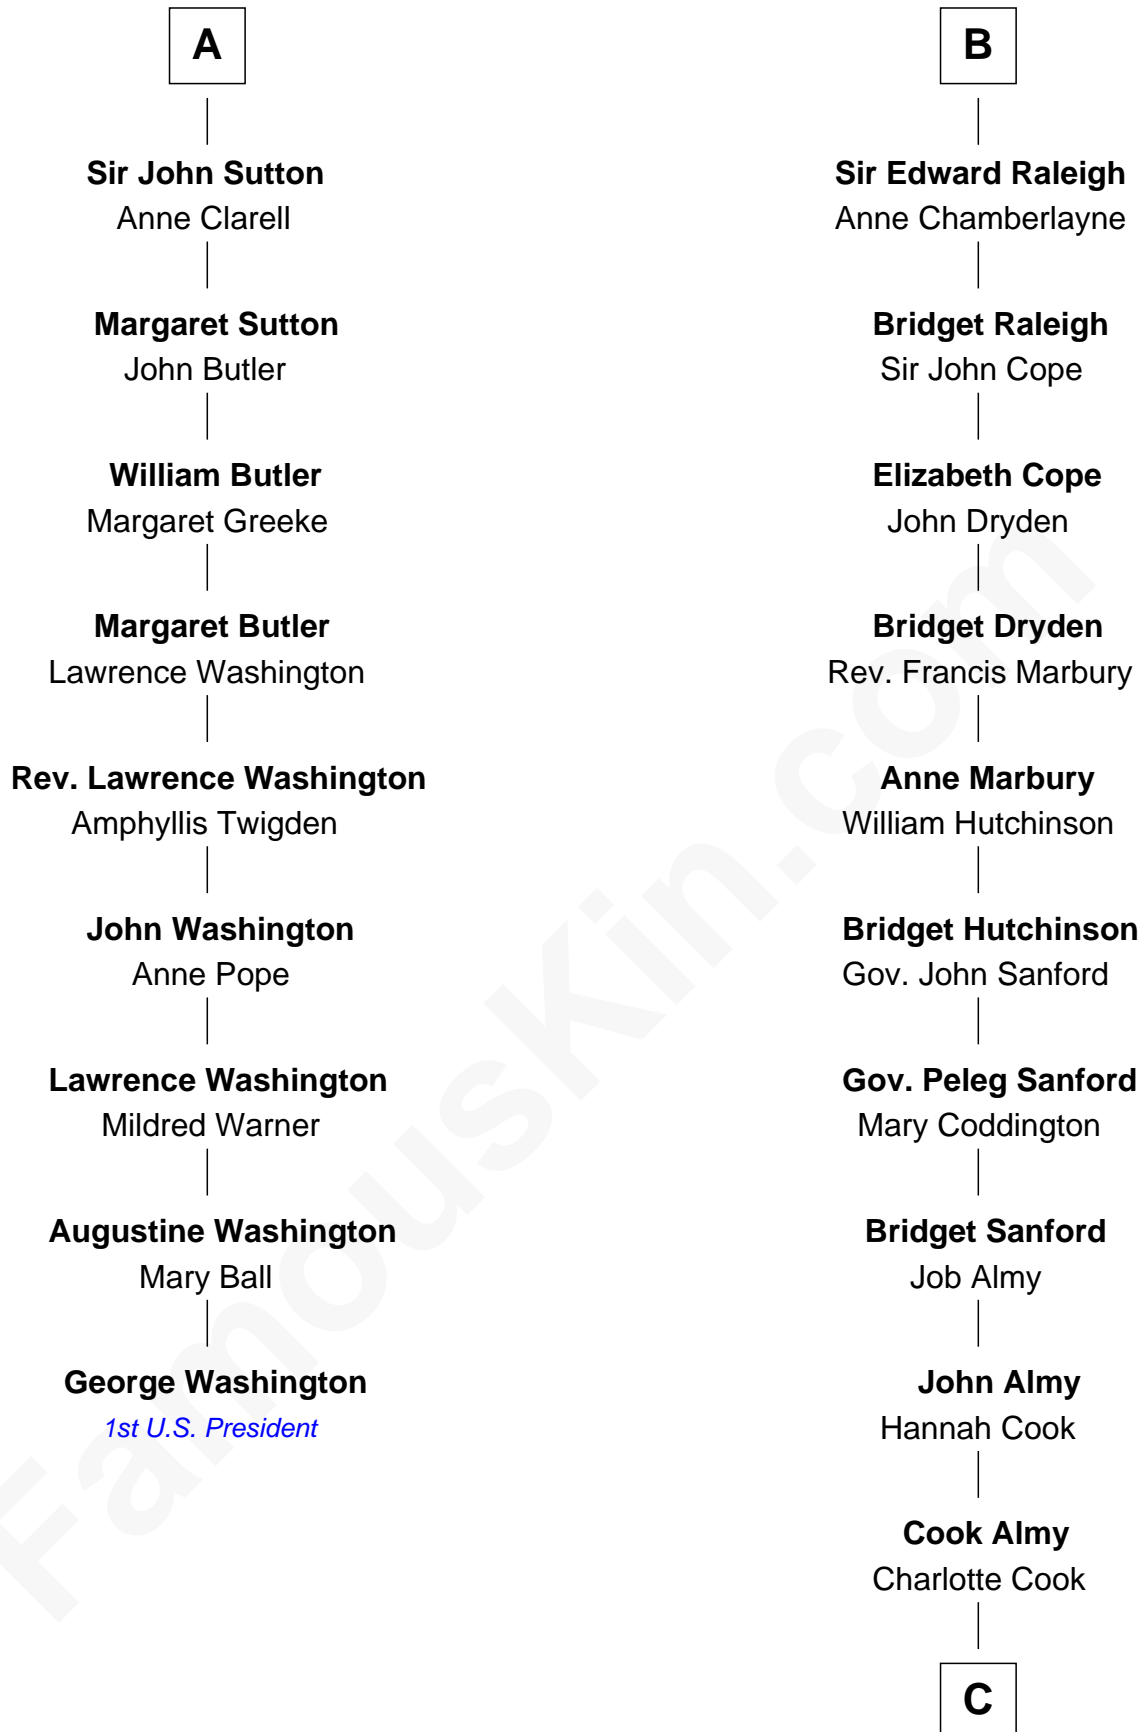 A
Sir John Sutton
Anne Clarell
Margaret Sutton
John Butler
William Butler
Margaret Greeke
Margaret Butler
Lawrence Washington
Rev. Lawrence Washington
Amphyllis Twigden
John Washington
Anne Pope
Lawrence Washington
Mildred Warner
Augustine Washington
Mary Ball
George Washington
1st U.S. President
B
Sir Edward Raleigh
Anne Chamberlayne
Bridget Raleigh
Sir John Cope
Elizabeth Cope
John Dryden
Bridget Dryden
Rev. Francis Marbury
Anne Marbury
William Hutchinson
Bridget Hutchinson
Gov. John Sanford
Gov. Peleg Sanford
Mary Coddington
Bridget Sanford
Job Almy
John Almy
Hannah Cook
Cook Almy
Charlotte Cook
C
FamousKin.com